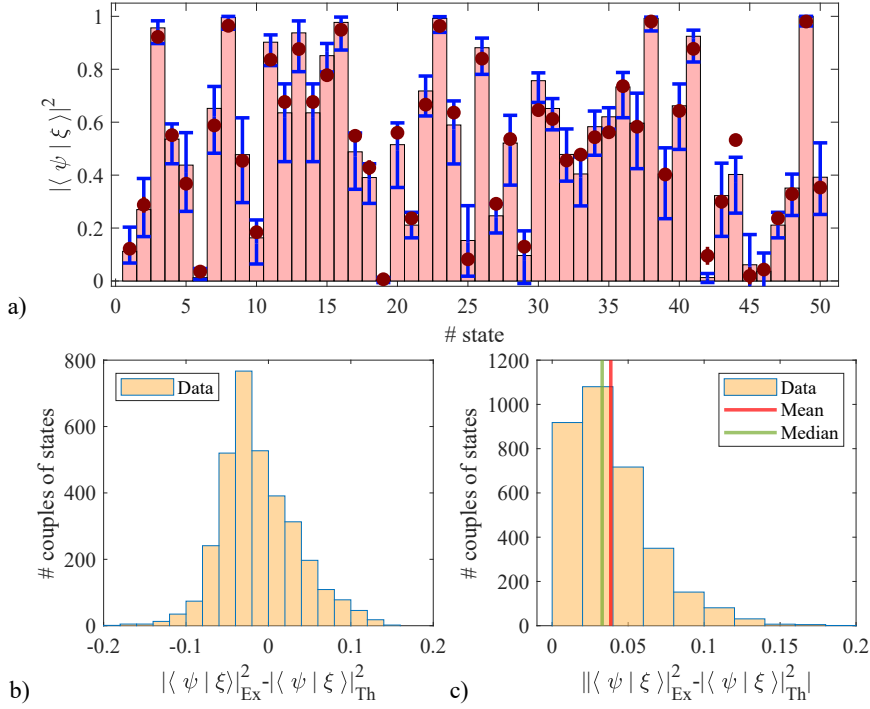 |⟨ ψ | ξ ⟩|²
1
0.8
0.6
0.4
0.2
0
0 5 10 15 20 25 30 35 40 45 50
# state
a)
# couples of states
800
600
400
200
0
Data
-0.2 -0.1 0 0.1 0.2
|⟨ ψ | ξ⟩|²Ex-|⟨ ψ | ξ ⟩|²Th
b)
# couples of states
1200
1000
800
600
400
200
0
Data
Mean
Median
0 0.05 0.1 0.15 0.2
||⟨ ψ | ξ ⟩|²Ex-|⟨ ψ | ξ ⟩|²Th|
c)